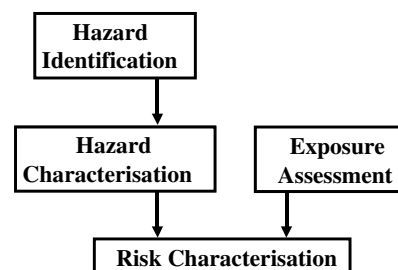 Hazard
Identification
Hazard
Characterisation
Exposure
Assessment
Risk Characterisation